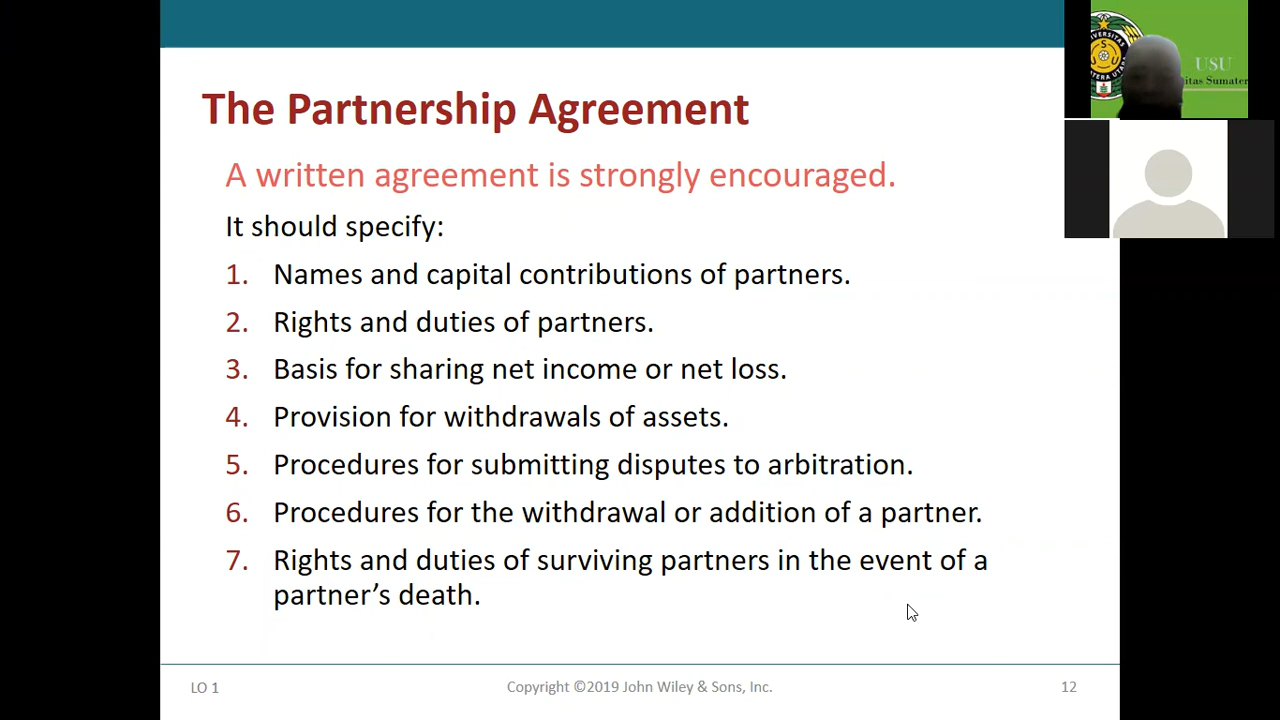 The Partnership Agreement
A written agreement is strongly encouraged.
It should specify:
1. Names and capital contributions of partners.
2. Rights and duties of partners.
3. Basis for sharing net income or net loss.
4. Provision for withdrawals of assets.
5. Procedures for submitting disputes to arbitration.
6. Procedures for the withdrawal or addition of a partner.
7. Rights and duties of surviving partners in the event of a
partner’s death.
LO 1
Copyright ©2019 John Wiley & Sons, Inc.
12
USU
itas Sumater